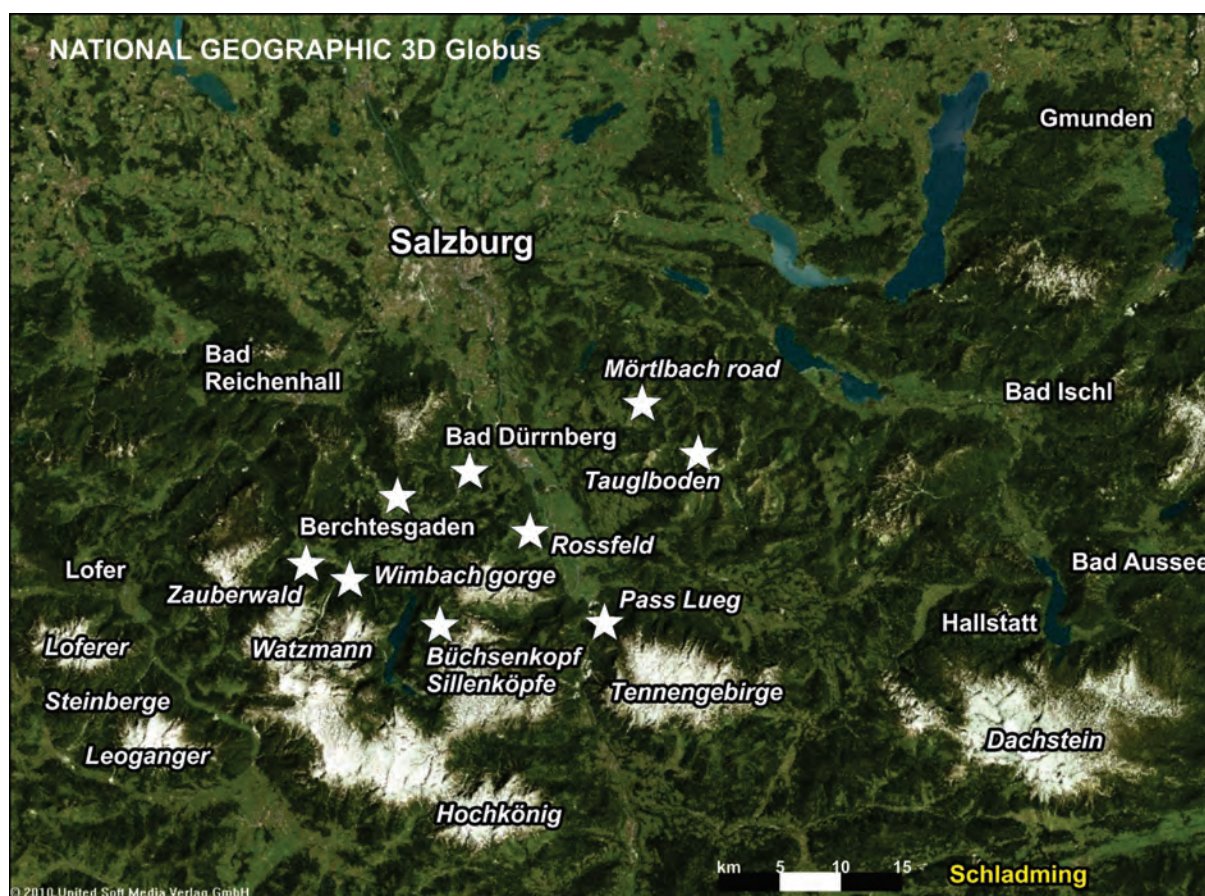 NATIONAL GEOGRAPHIC 3D Globus
Gmunden
Salzburg
Bad
Reichenhall
Mörtlbach road
Bad Ischl
Bad Dürrnberg
Tauglboden
Berchtesgaden
Rossfeld
Lofer
Zauberwald
Wimbach gorge
Bad Aussee
Pass Lueg
Hallstatt
Loferer
Steinberge
Watzmann
Büchsenkopf
Sillenköpfe
Tennengebirge
Leoganger
Dachstein
Hochkönig
km 5 10 15
Schladming
© 2010 United Soft Media Verlag GmbH